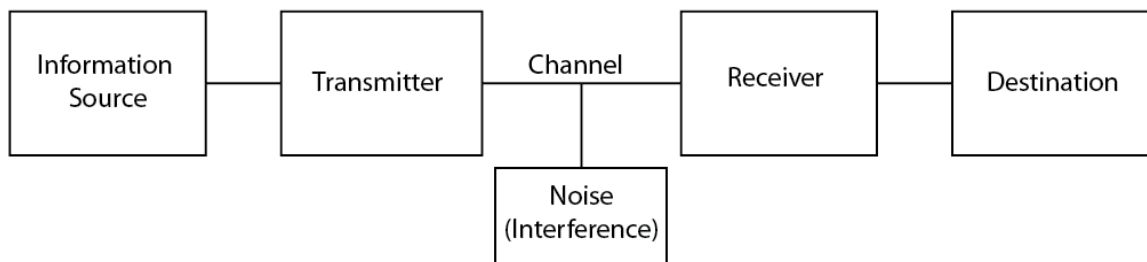 Information
Source
Transmitter
Channel
Receiver
Destination
Noise
(Interference)